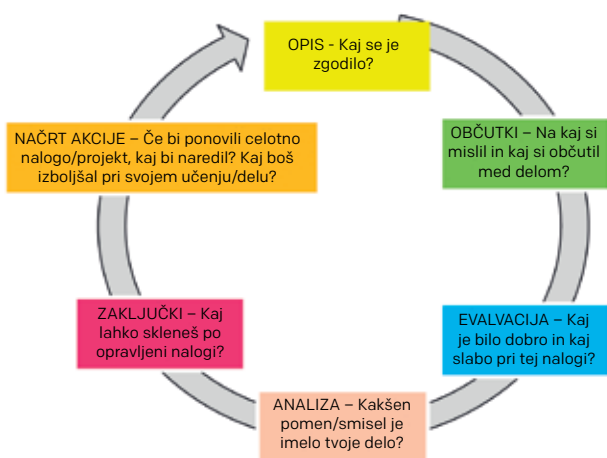 OPIS - Kaj se je
zgodilo?
OBČUTKI – Na kaj si
mislil in kaj si občutil
med delom?
EVALVACIJA – Kaj
je bilo dobro in kaj
slabo pri tej nalogi?
ANALIZA – Kakšen
pomen/smisel je
imelo tvoje delo?
ZAKLJUČKI – Kaj
lahko skleneš po
opravljeni nalogi?
NAČRT AKCIJE – Če bi ponovili celotno
nalogo/projekt, kaj bi naredil? Kaj boš
izboljšal pri svojem učenju/delu?